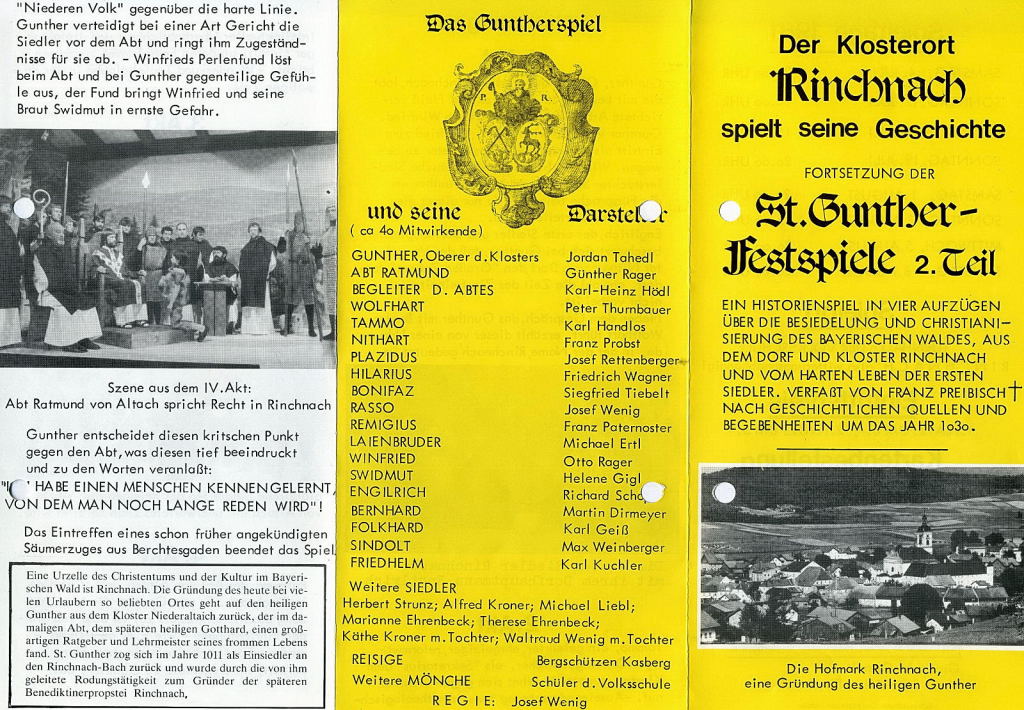 "Niederen Volk" gegenüber die harte Linie.
Gunther verteidigt bei einer Art Gericht die
Siedler vor dem Abt und ringt ihm Zugeständ-
nisse für sie ab. - Winfrieds Perlenfund löst
beim Abt und bei Gunther gegenteilige Gefüh-
le aus, der Fund bringt Winfried und seine
Braut Swidmut in ernste Gefahr.
Szene aus dem IV.Akt:
Abt Ratmund von Altach spricht Recht in Rinchnach
Gunther entscheidet diesen kritschen Punkt
gegen den Abt,was diesen tief beeindruckt
und zu den Worten veranlaßt:
HABE EINEN MENSCHEN KENNENGELERNT,
VON DEM MAN NOCH LANGE REDEN WIRD"!
Das Eintreffen eines schon früher angekündigten
Säumerzuges aus Berchtesgaden beendet das Spiel.
Eine Urzelle des Christentums und der Kultur im Bayeri-
schen Wald ist Rinchnach. Die Gründung des heute bei vie-
len Urlaubern so beliebten Ortes geht auf den heiligen
Gunther aus dem Kloster Niederaltaich zurück, der im da-
maligen Abt, dem späteren heiligen Gotthard, einen groß-
artigen Ratgeber und Lehrmeister seines frommen Lebens
fand. St. Gunther zog sich im Jahre 1011 als Einsiedler an
den Rinchnach-Bach zurück und wurde durch die von ihm
geleitete Rodungstätigkeit zum Gründer der späteren
Benediktinerpropstei Rinchnach.
Das Guntherspiel
P. R.
und seine Darsteller
( ca 4o Mitwirkende)
GUNTHER, Oberer d. Klosters Jordan Tahedl
ABT RATMUND Günther Rager
BEGLEITER D. ABTES Karl-Heinz Hödl
WOLFHART Peter Thurnbauer
TAMMO Karl Handlos
NITHART Franz Probst
PLAZIDUS Josef Rettenberger
HILARIUS Friedrich Wagner
BONIFAZ Siegfried Tiebelt
RASSO Josef Wenig
REMIGIUS Franz Paternoster
LAIENBRUDER Michael Ertl
WINFRIED Otto Rager
SWIDMUT Helene Gigl
ENGILRICH Richard
BERNHARD Martin Dirmeyer
FOLKHARD Karl Geiß
SINDOLT Max Weinberger
FRIEDHELM Karl Kuchler
Weitere SIEDLER
Herbert Strunz; Alfred Kroner; Michael Liebl;
Marianne Ehrenbeck; Therese Ehrenbeck;
Käthe Kroner m.Tochter; Waltraud Wenig m.Tochter
REISIGE Bergschützen Kasberg
Weitere MÖNCHE Schüler d. Volksschule
R E G I E: Josef Wenig
Der Klosterort
Rinchnach
spielt seine Geschichte
FORTSETZUNG DER
St.Gunther-
Festspiele 2. Teil
EIN HISTORIENSPIEL IN VIER AUFZÜGEN
ÜBER DIE BESIEDELUNG UND CHRISTIANI-
SIERUNG DES BAYERISCHEN WALDES, AUS
DEM DORF UND KLOSTER RINCHNACH
UND VOM HARTEN LEBEN DER ERSTEN
SIEDLER. VERFAßT VON FRANZ PREIBISCH †
NACH GESCHICHTLICHEN QUELLEN UND
BEGEBENHEITEN UM DAS JAHR 1o3o.
Die Hofmark Rinchnach,
eine Gründung des heiligen Gunther